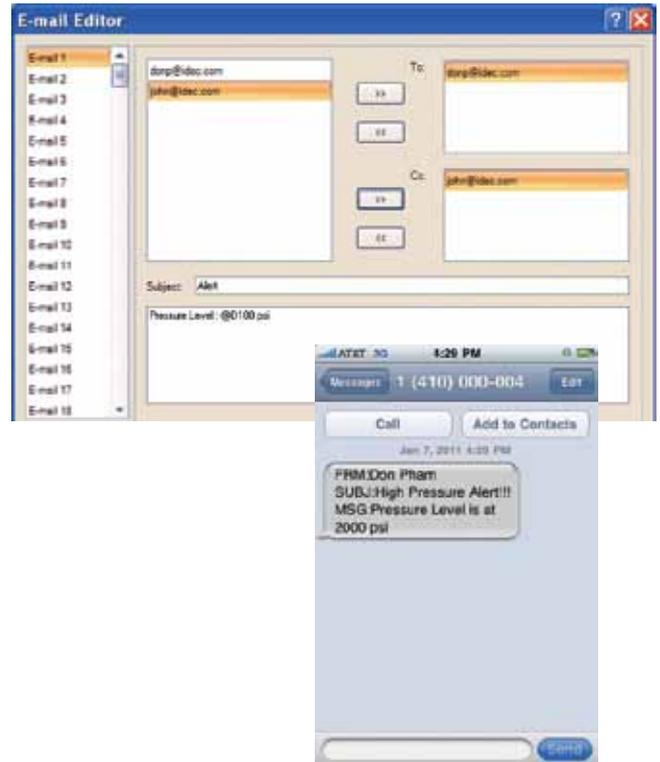 E-mail Editor
E-mail 1
E-mail 2
E-mail 3
E-mail 4
E-mail 5
E-mail 6
E-mail 7
E-mail 8
E-mail 9
E-mail 10
E-mail 11
E-mail 12
E-mail 13
E-mail 14
E-mail 15
E-mail 16
E-mail 17
E-mail 18
donp@idec.com
john@idec.com
>>
<<
To:
donp@idec.com
>>
<<
Cc:
john@idec.com
Subject: Alert
Pressure Level : @D100 psi
AT&T 3G 4:29 PM
Messages 1 (410) 000-004 Edit
Call Add to Contacts
Jan 7, 2011 4:29 PM
FRM:Don Pham
SUBJ:High Pressure Alert!!!
MSG:Pressure Level is at
2000 psi
Send